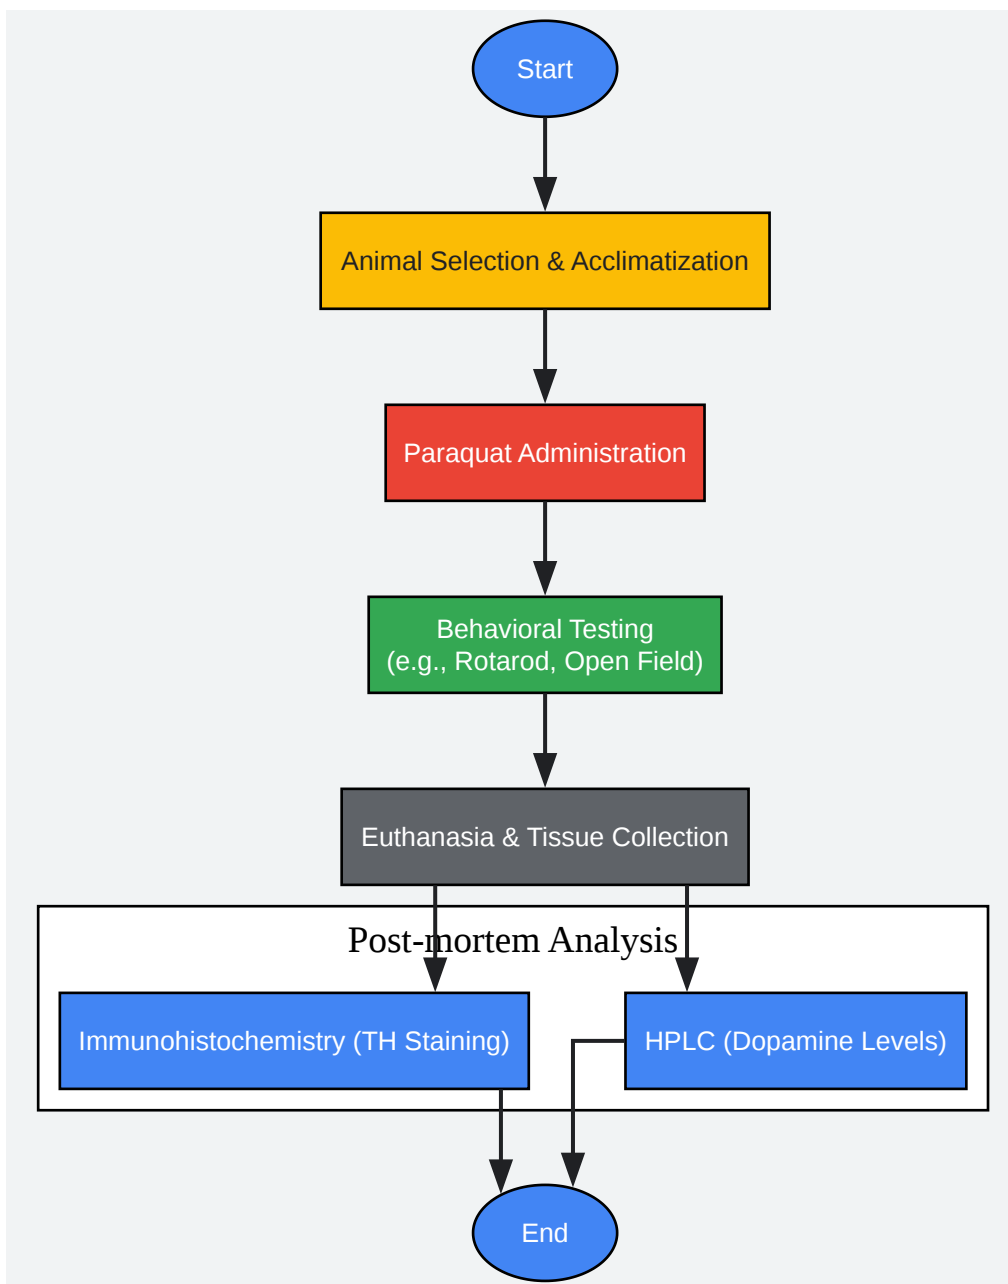 Start
Animal Selection & Acclimatization
Paraquat Administration
Behavioral Testing
(e.g., Rotarod, Open Field)
Euthanasia & Tissue Collection
Post-mortem Analysis
Immunohistochemistry (TH Staining)
HPLC (Dopamine Levels)
End